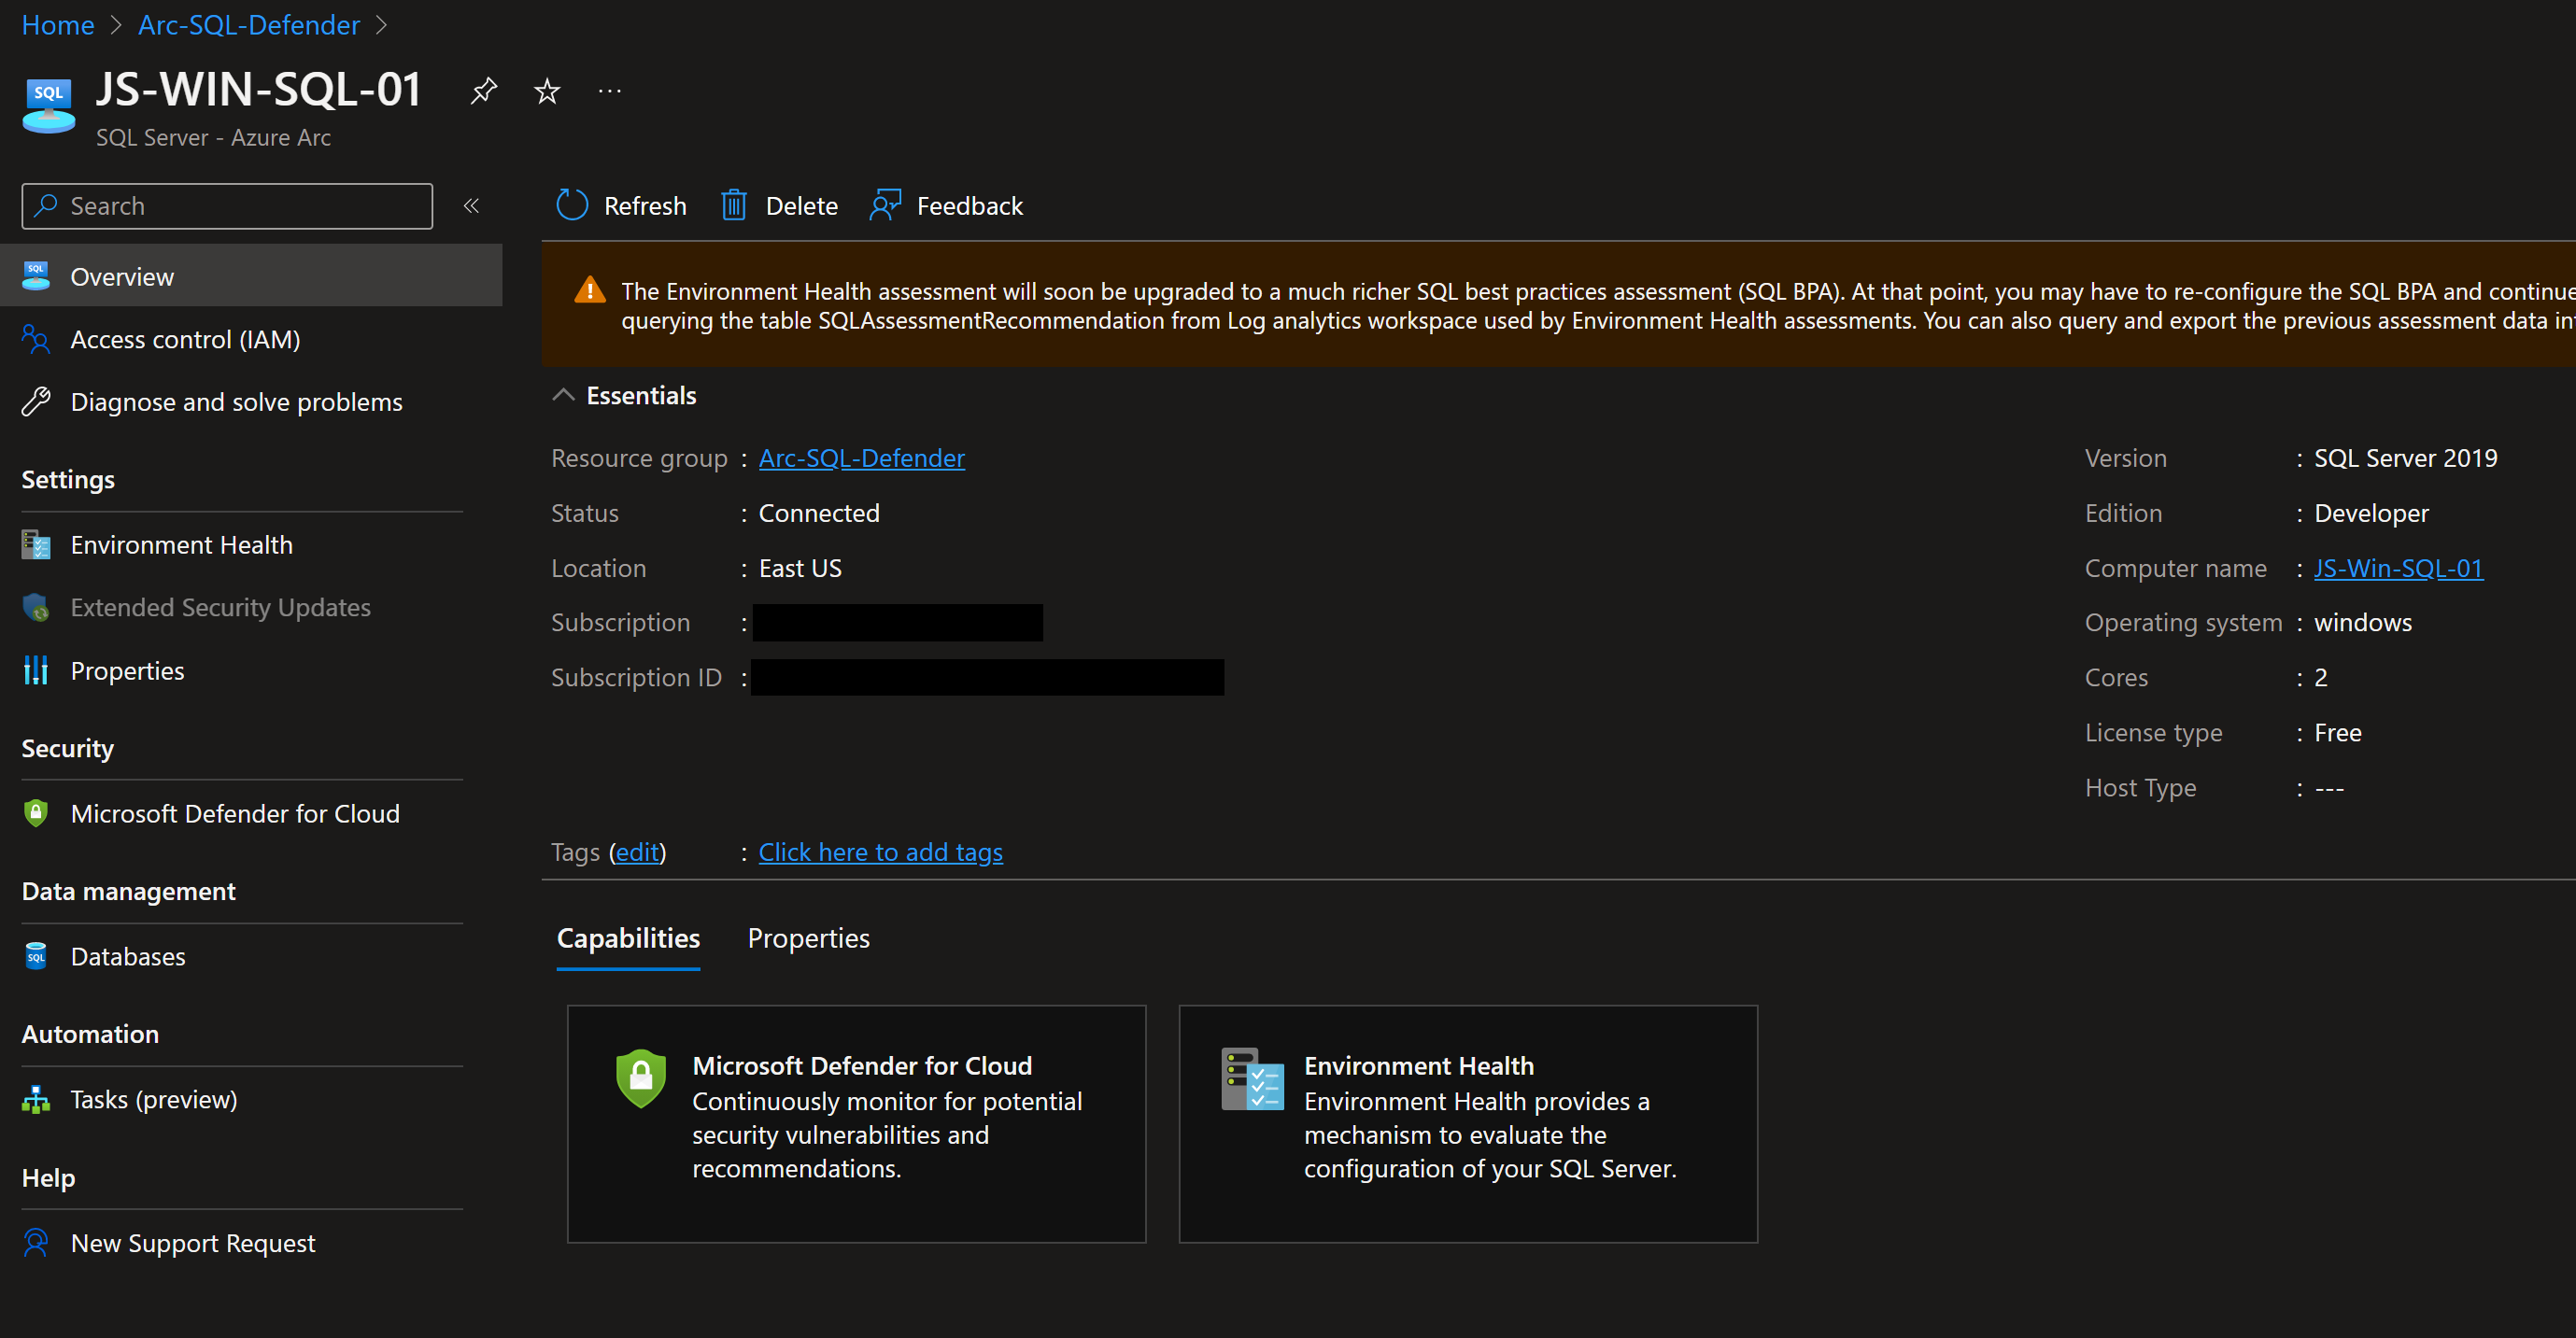 Home > Arc-SQL-Defender >
JS-WIN-SQL-01 ...
SQL Server - Azure Arc
Search «
Refresh Delete Feedback
Overview
Access control (IAM)
Diagnose and solve problems
Settings
Environment Health
Extended Security Updates
Properties
Security
Microsoft Defender for Cloud
Data management
Databases
Automation
Tasks (preview)
Help
New Support Request
The Environment Health assessment will soon be upgraded to a much richer SQL best practices assessment (SQL BPA). At that point, you may have to re-configure the SQL BPA and continue
querying the table SQLAssessmentRecommendation from Log analytics workspace used by Environment Health assessments. You can also query and export the previous assessment data
Essentials
Resource group : Arc-SQL-Defender
Status : Connected
Location : East US
Subscription :
Subscription ID :
Version : SQL Server 2019
Edition : Developer
Computer name : JS-Win-SQL-01
Operating system : windows
Cores : 2
License type : Free
Host Type : ---
Tags (edit) : Click here to add tags
Capabilities Properties
Microsoft Defender for Cloud
Continuously monitor for potential
security vulnerabilities and
recommendations.
Environment Health
Environment Health provides a
mechanism to evaluate the
configuration of your SQL Server.